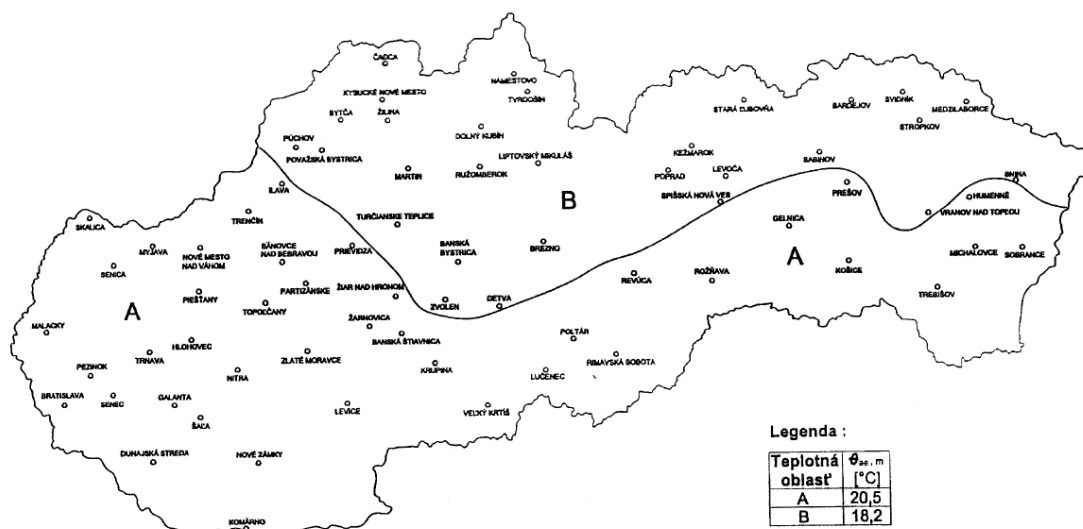 ČADCA
NÁMESTOVO
TVRDOŠÍN
KYSUCKÉ NOVÉ MESTO
BYTČA
ŽILINA
STARÁ ĽUBOVŇA
BARDEJOV
SVIDNÍK
MEDZILABORCE
STROPKOV
DOLNÝ KUBÍN
PÚCHOV
POVAŽSKÁ BYSTRICA
LIPTOVSKÝ MIKULÁŠ
KEŽMAROK
SABINOV
MARTIN
RUŽOMBEROK
POPRAD
LEVOČA
ILAVA
PREŠOV
SNINA
SPIŠSKÁ NOVÁ VES
HUMENNÉ
B
TRENČÍN
TURČIANSKE TEPLICE
GELNICA
VRANOV NAD TOPĽOU
SKALICA
MYJAVA
NOVÉ MESTO
NAD VÁHOM
BÁNOVCE
NAD BEBRAVOU
PRIEVIDZA
BANSKÁ
BYSTRICA
BREZNO
A
MICHALOVCE
SOBRANCE
SENICA
KOŠICE
REVÚCA
ROŽŇAVA
PIEŠŤANY
PARTIZÁNSKE
ŽIAR NAD HRONOM
TREBIŠOV
A
TOPOĽČANY
ZVOLEN
DETVA
MALACKY
ŽARNOVICA
BANSKÁ ŠTIAVNICA
POLTÁR
HLOHOVEC
TRNAVA
ZLATÉ MORAVCE
RIMAVSKÁ SOBOTA
PEZINOK
NITRA
KRUPINA
LUČENEC
BRATISLAVA
SENEC
GALANTA
LEVICE
VEĽKÝ KRTÍŠ
ŠAĽA
DUNAJSKÁ STREDA
NOVÉ ZÁMKY
KOMÁRNO
Legenda :
Teplotná θae, m
oblasť [°C]
A 20,5
B 18,2